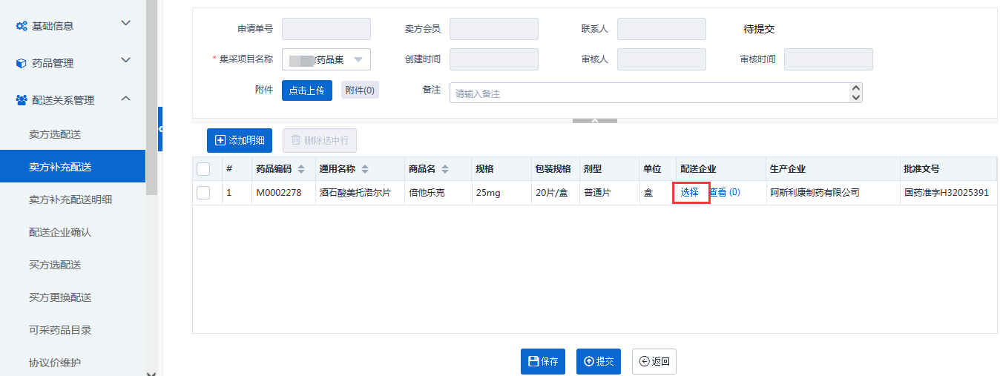 基础信息
药品管理
配送关系管理
卖方选配送
卖方补充配送
卖方补充配送明细
配送企业确认
买方选配送
买方更换配送
可采药品目录
协议价维护
申请单号 卖方会员 联系人 待提交
* 集采项目名称 药品集 创建时间 审核人 审核时间
附件 点击上传 附件(0) 备注 请输入备注
添加明细 删除选中行
# 药品编码 通用名称 商品名 规格 包装规格 剂型 单位 配送企业 生产企业 批准文号
1 M0002278 酒石酸美托洛尔片 倍他乐克 25mg 20片/盒 普通片 盒 选择 查看 (0) 阿斯利康制药有限公司 国药准字H32025391
保存 提交 返回